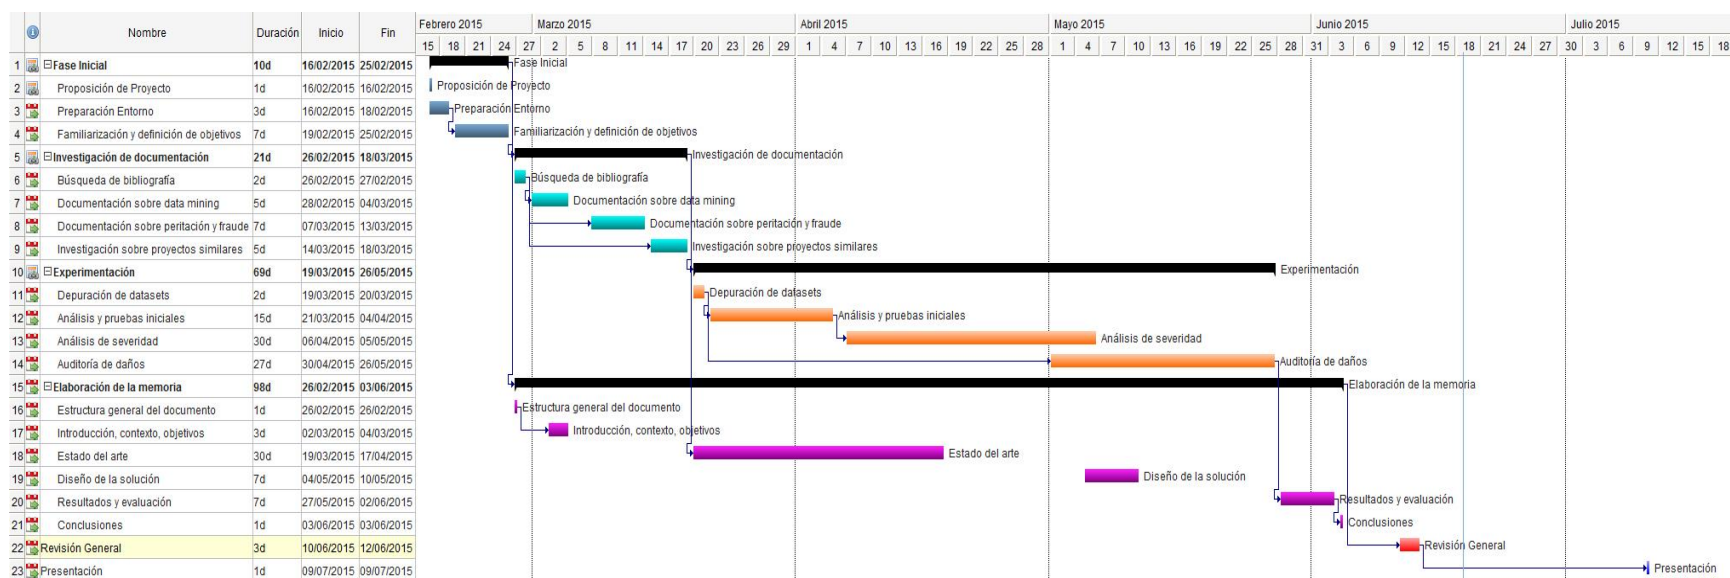 Nombre Duración Inicio Fin
Febrero 2015 Marzo 2015 Abril 2015 Mayo 2015 Junio 2015 Julio 2015
15 18 21 24 27 2 5 8 11 14 17 20 23 26 29 1 4 7 10 13 16 19 22 25 28 1 4 7 10 13 16 19 22 25 28 31 3 6 9 12 15 18 21 24 27 30 3 6 9 12 15 18
1 Fase Inicial 10d 16/02/2015 25/02/2015 Fase Inicial
2 Proposición de Proyecto 1d 16/02/2015 16/02/2015 Proposición de Proyecto
3 Preparación Entorno 3d 16/02/2015 18/02/2015 Preparación Entorno
4 Familiarización y definición de objetivos 7d 19/02/2015 25/02/2015 Familiarización y definición de objetivos
5 Investigación de documentación 21d 26/02/2015 18/03/2015 Investigación de documentación
6 Búsqueda de bibliografía 2d 26/02/2015 27/02/2015 Búsqueda de bibliografía
7 Documentación sobre data mining 5d 28/02/2015 04/03/2015 Documentación sobre data mining
8 Documentación sobre peritación y fraude 7d 07/03/2015 13/03/2015 Documentación sobre peritación y fraude
9 Investigación sobre proyectos similares 5d 14/03/2015 18/03/2015 Investigación sobre proyectos similares
10 Experimentación 69d 19/03/2015 26/05/2015 Experimentación
11 Depuración de datasets 2d 19/03/2015 20/03/2015 Depuración de datasets
12 Análisis y pruebas iniciales 15d 21/03/2015 04/04/2015 Análisis y pruebas iniciales
13 Análisis de severidad 30d 06/04/2015 05/05/2015 Análisis de severidad
14 Auditoría de daños 27d 30/04/2015 26/05/2015 Auditoría de daños
15 Elaboración de la memoria 98d 26/02/2015 03/06/2015 Elaboración de la memoria
16 Estructura general del documento 1d 26/02/2015 26/02/2015 Estructura general del documento
17 Introducción, contexto, objetivos 3d 02/03/2015 04/03/2015 Introducción, contexto, objetivos
18 Estado del arte 30d 19/03/2015 17/04/2015 Estado del arte
19 Diseño de la solución 7d 04/05/2015 10/05/2015 Diseño de la solución
20 Resultados y evaluación 7d 27/05/2015 02/06/2015 Resultados y evaluación
21 Conclusiones 1d 03/06/2015 03/06/2015 Conclusiones
22 Revisión General 3d 10/06/2015 12/06/2015 Revisión General
23 Presentación 1d 09/07/2015 09/07/2015 Presentación